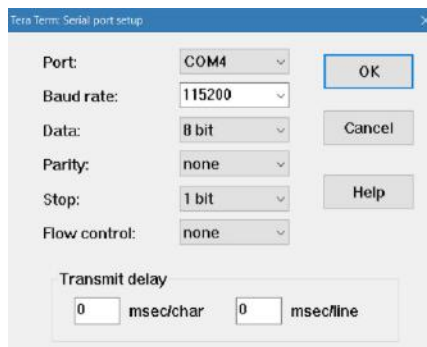 Tera Term: Serial port setup
Port: COM4
OK
Baud rate: 115200
Data: 8 bit
Cancel
Parity: none
Stop: 1 bit
Help
Flow control: none
Transmit delay
0 msec/char 0 msec/line